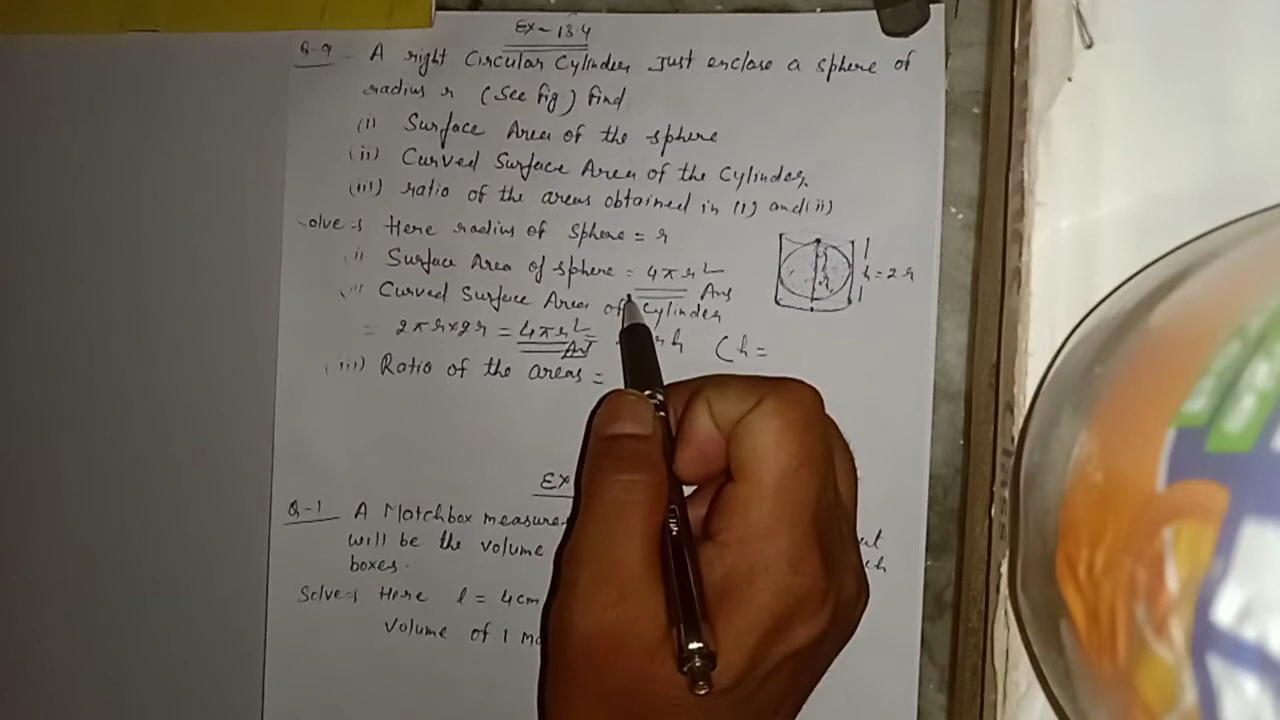 Ex - 13.4
Q-9 A right Circular Cylinder Just enclose a sphere of
radius r (See fig) find
(i) Surface Area of the sphere
(ii) Curved Surface Area of the Cylinder.
(iii) ratio of the areas obtained in (i) and (ii)
Solve:- Here radius of Sphere = r
i) Surface Area of sphere = 4πr² Ans
h = 2r
ii) Curved Surface Area of Cylinder
= 2πr×2r = 4πr² Ans rh (h =
iii) Ratio of the areas =
Ex
Q-1 A Matchbox measure
will be the volume
boxes.
Solve:- Here l = 4cm
Volume of 1